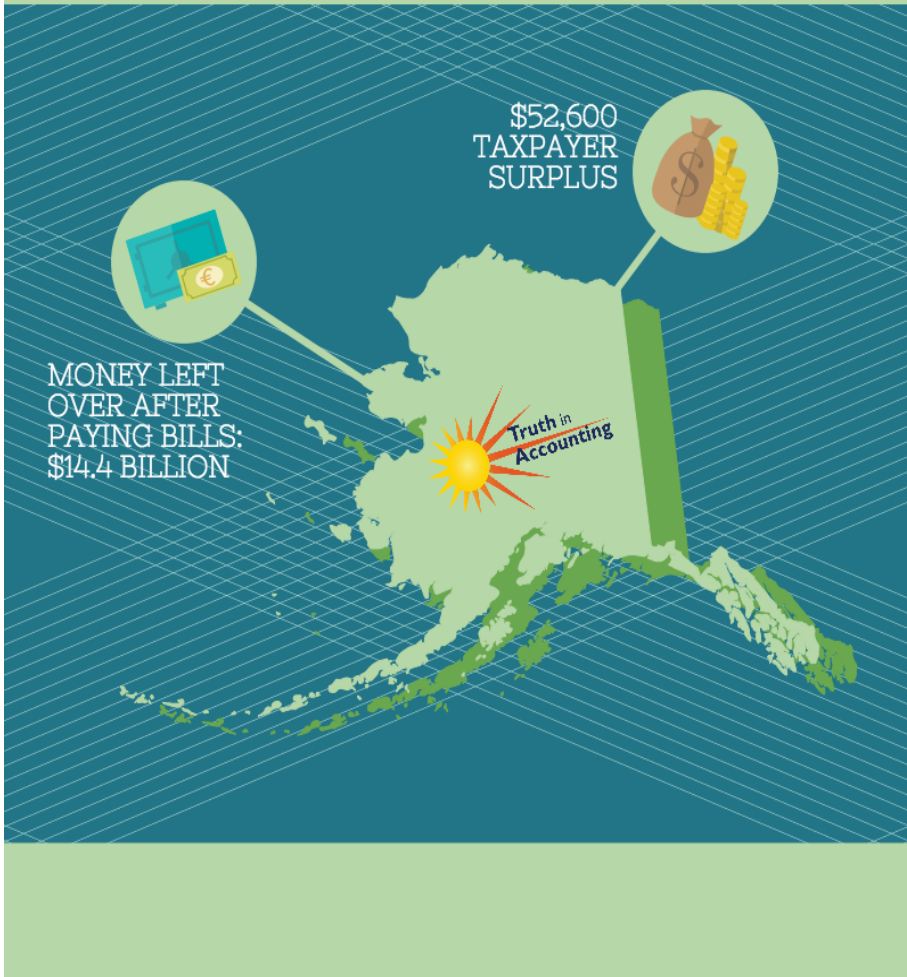 $52,600
TAXPAYER
SURPLUS
MONEY LEFT
OVER AFTER
PAYING BILLS:
$14.4 BILLION
Truth in
Accounting
$
€